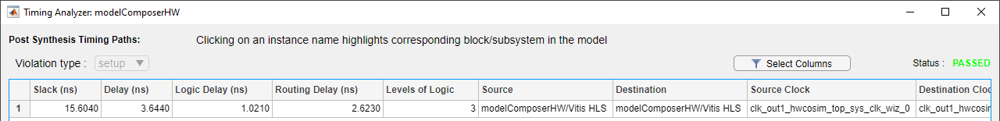 Timing Analyzer: modelComposerHW
Post Synthesis Timing Paths: Clicking on an instance name highlights corresponding block/subsystem in the model
Violation type : setup Select Columns Status : PASSED
Slack (ns) Delay (ns) Logic Delay (ns) Routing Delay (ns) Levels of Logic Source Destination Source Clock Destination Cloc
1 15.6040 3.6440 1.0210 2.6230 3 modelComposerHW/Vitis HLS modelComposerHW/Vitis HLS clk_out1_hwcosim_top_sys_clk_wiz_0 clk_out1_hwcosin